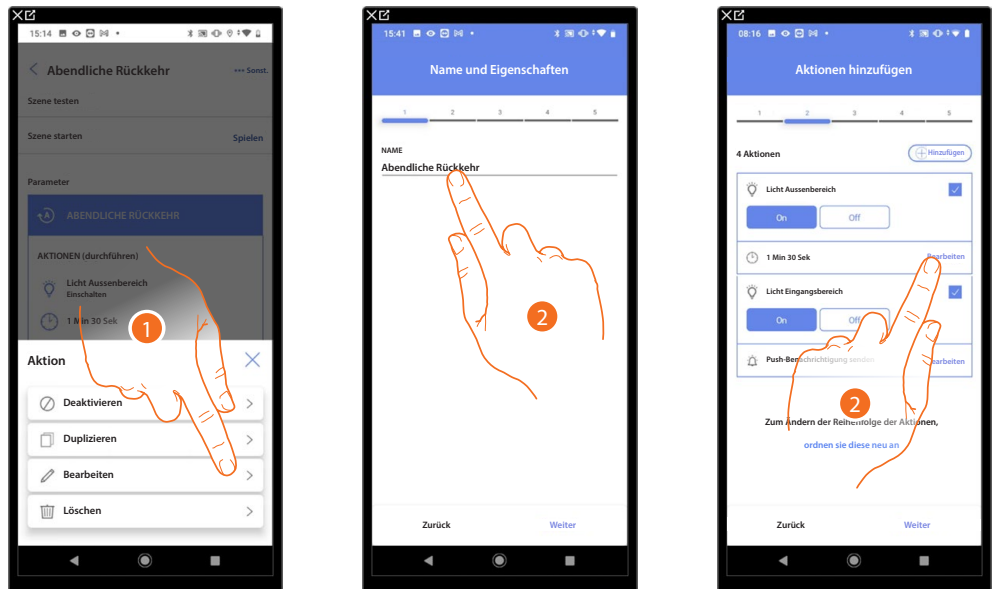 15:14
Abendliche Rückkehr
••• Sonst.
Szene testen
Szene starten
Spielen
Parameter
ABENDLICHE RÜCKKEHR
AKTIONEN (durchführen)
Licht Aussenbereich
Einschalten
1 Min 30 Sek
1
Aktion
Deaktivieren
Duplizieren
Bearbeiten
Löschen
15:41
Name und Eigenschaften
1 2 3 4 5
NAME
Abendliche Rückkehr
2
Zurück
Weiter
08:16
Aktionen hinzufügen
1 2 3 4 5
4 Aktionen
Hinzufügen
Licht Aussenbereich
On
Off
1 Min 30 Sek
Bearbeiten
Licht Eingangsbereich
On
Off
Push-Benachrichtigung senden
Bearbeiten
2
Zum Ändern der Reihenfolge der Aktionen,
ordnen sie diese neu an
Zurück
Weiter